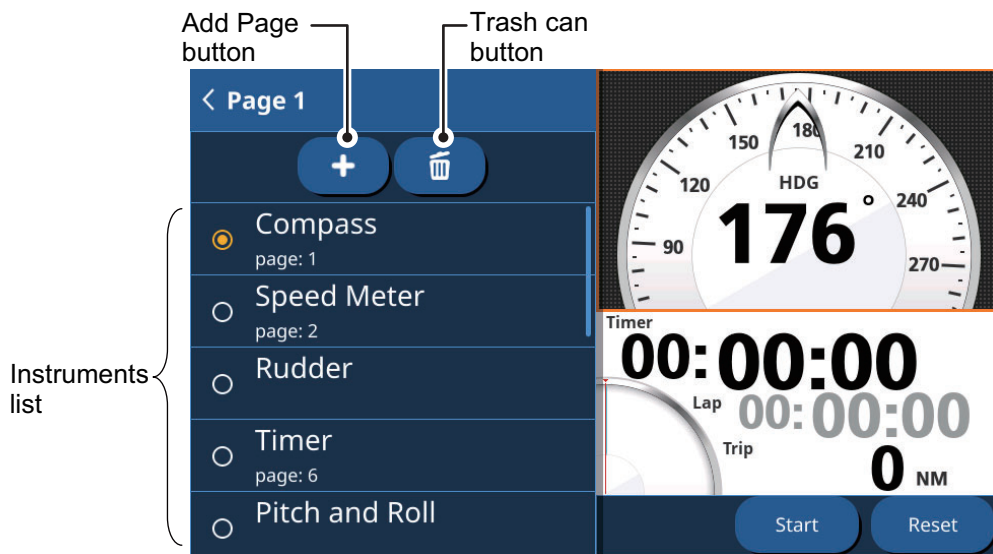 Add Page
button
Trash can
button
< Page 1
Compass
page: 1
Speed Meter
page: 2
Rudder
Timer
page: 6
Pitch and Roll
Instruments
list
90
120
150
180
210
240
270
HDG
176°
Timer
00:00:00
Lap
00:00:00
Trip
0 NM
Start
Reset